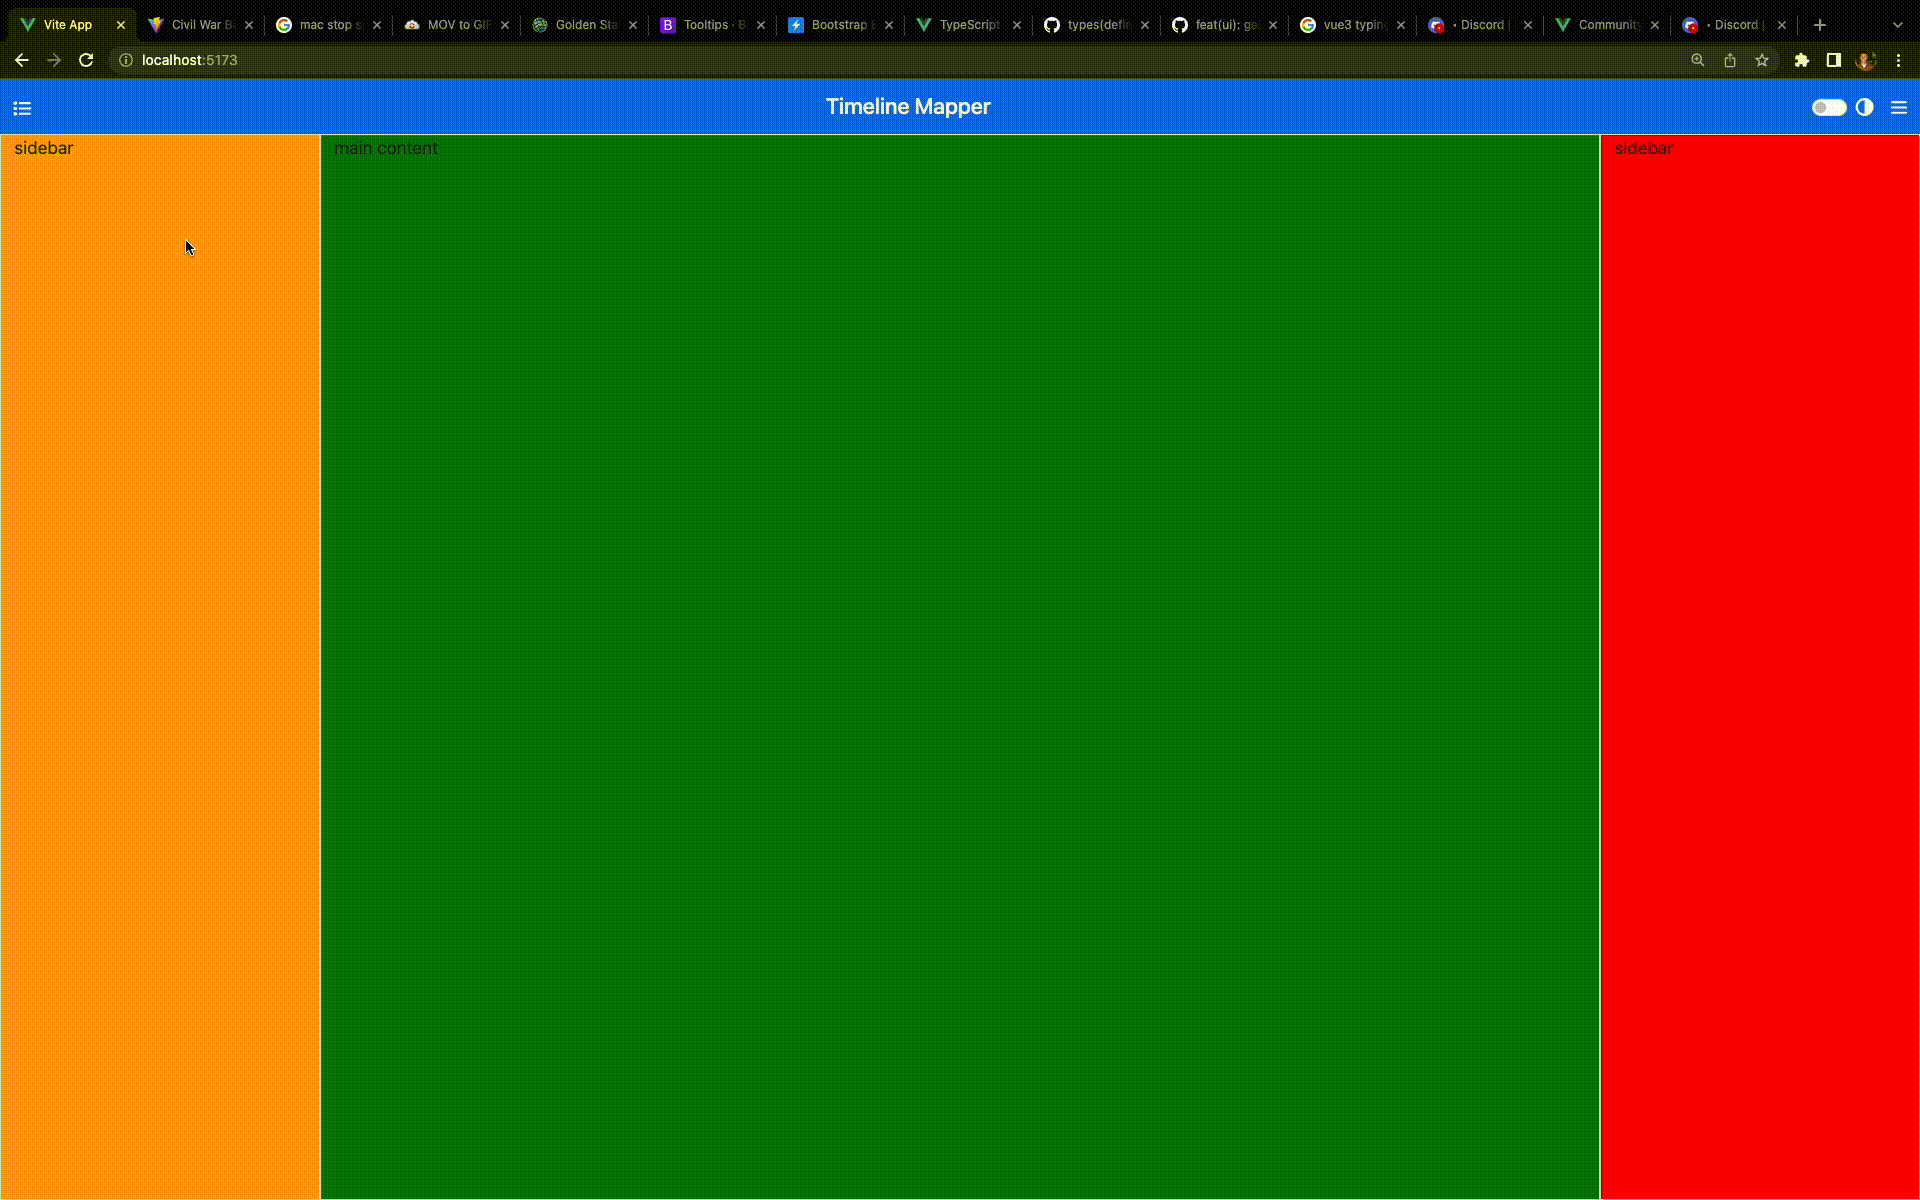 Vite App
Civil War B
mac stop s
MOV to GIF
Golden Sta
Tooltips · B
Bootstrap
TypeScript
types(defin
feat(ui): ge
vue3 typin
• Discord |
Community
• Discord |
localhost:5173
Timeline Mapper
sidebar
main content
sidebar